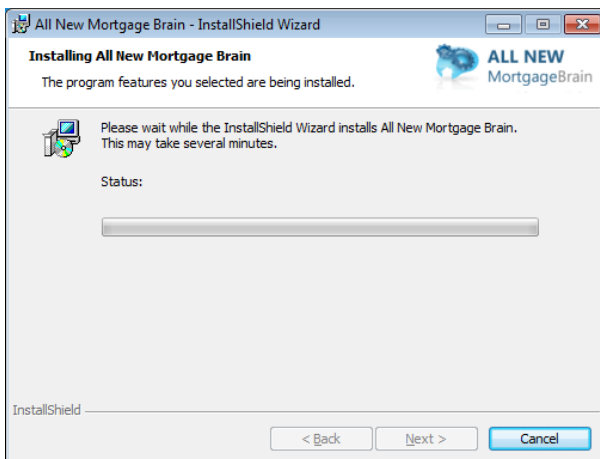 All New Mortgage Brain - InstallShield Wizard
Installing All New Mortgage Brain
The program features you selected are being installed.
ALL NEW
MortgageBrain
Please wait while the InstallShield Wizard installs All New Mortgage Brain.
This may take several minutes.
Status:
InstallShield
< Back
Next >
Cancel